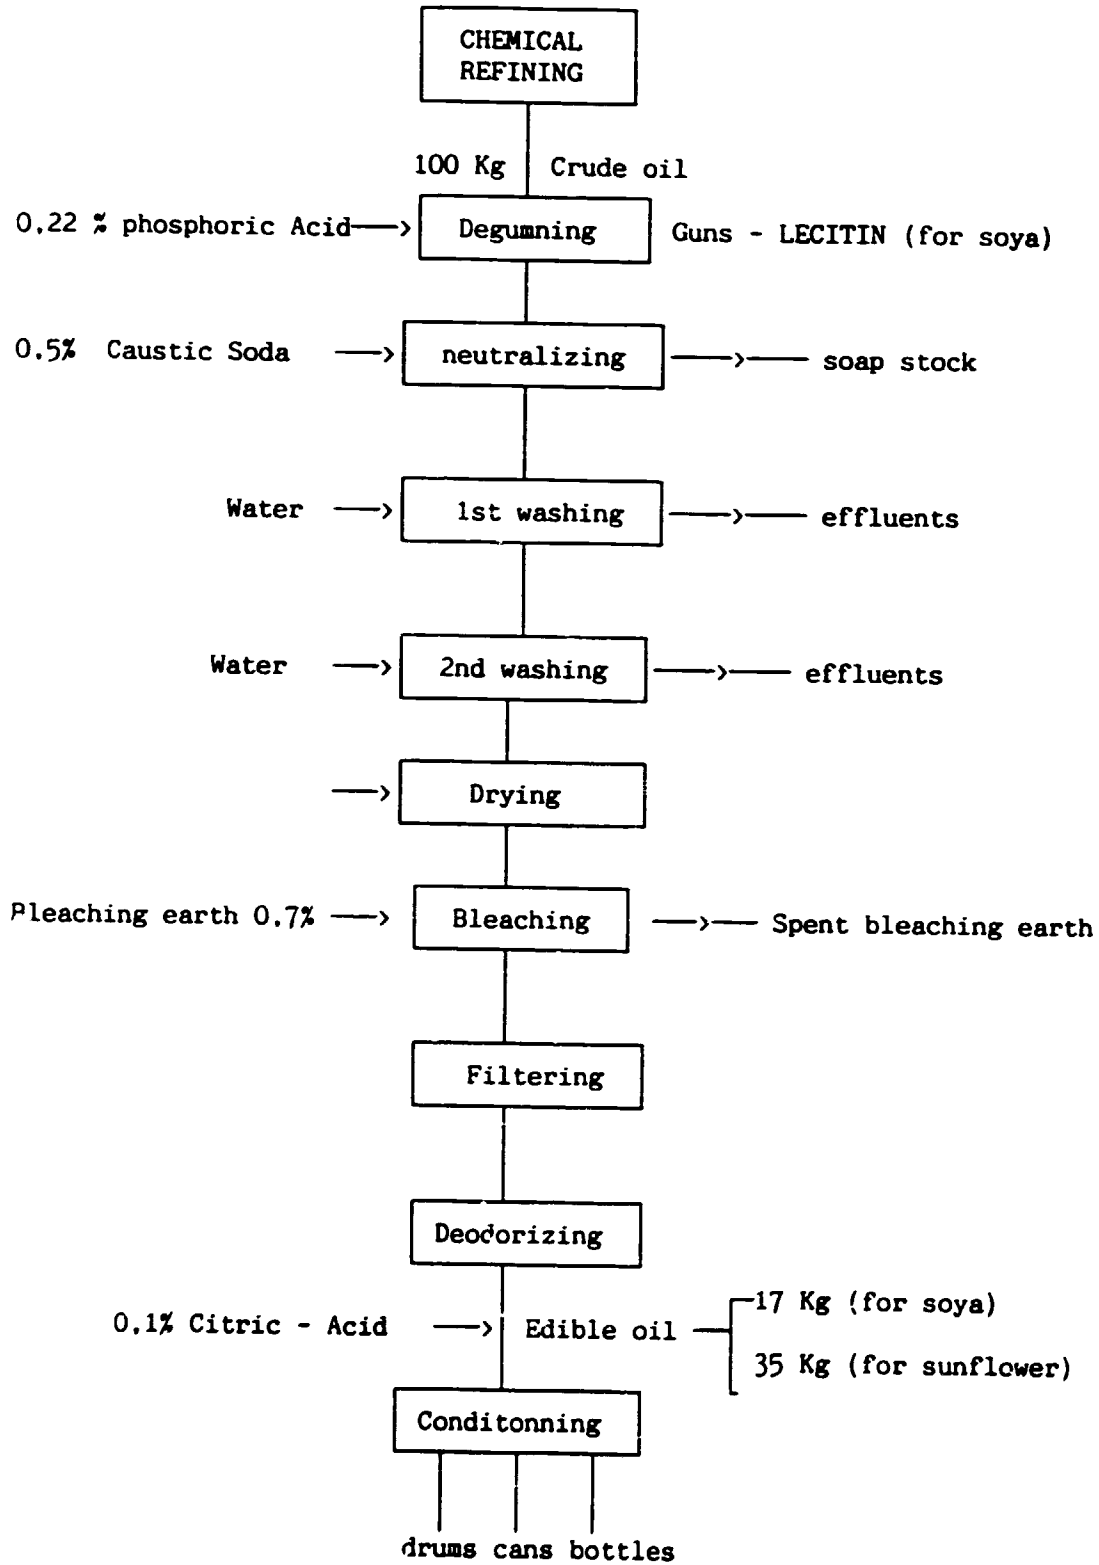 CHEMICAL
REFINING
100 Kg Crude oil
0.22 % phosphoric Acid
Degumning
Guns - LECITIN (for soya)
0.5% Caustic Soda
neutralizing
soap stock
Water
1st washing
effluents
Water
2nd washing
effluents
Drying
Bleaching earth 0.7%
Bleaching
Spent bleaching earth
Filtering
Deodorizing
17 Kg (for soya)
0.1% Citric - Acid
Edible oil
35 Kg (for sunflower)
Conditonning
drums cans bottles